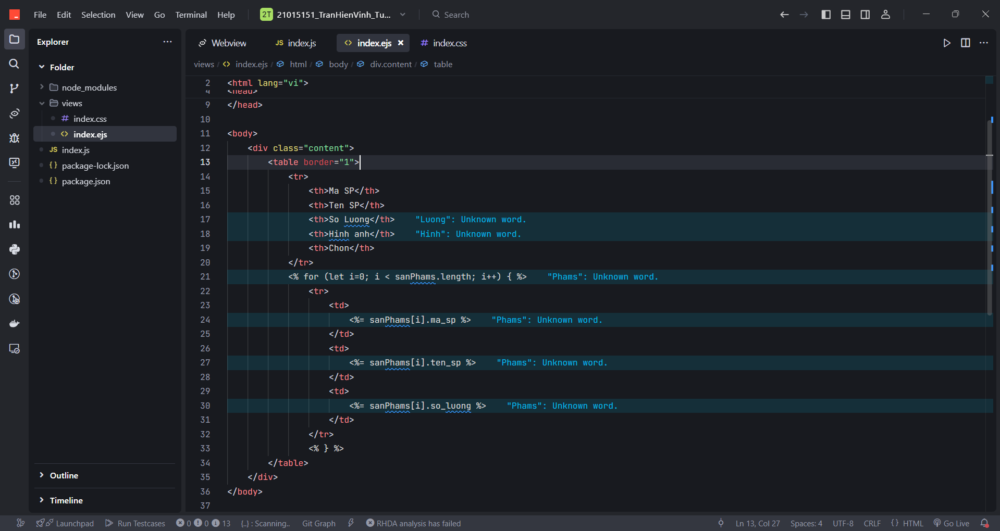 File Edit Selection View Go Terminal Help 2T 21015151_TranHienVinh_Tu... Search
Explorer
Folder
node_modules
views
# index.css
<> index.ejs
JS index.js
{} package-lock.json
{} package.json
Outline
Timeline
Webview JS index.js <> index.ejs # index.css
views / <> index.ejs / html / body / div.content / table
2 <html lang="vi">
4 <head>
9 </head>
10
11 <body>
12 <div class="content">
13 <table border="1">
14 <tr>
15 <th>Ma SP</th>
16 <th>Ten SP</th>
17 <th>So Luong</th> "Luong": Unknown word.
18 <th>Hinh anh</th> "Hinh": Unknown word.
19 <th>Chon</th>
20 </tr>
21 <% for (let i=0; i < sanPhams.length; i++) { %> "Phams": Unknown word.
22 <tr>
23 <td>
24 <%= sanPhams[i].ma_sp %> "Phams": Unknown word.
25 </td>
26 <td>
27 <%= sanPhams[i].ten_sp %> "Phams": Unknown word.
28 </td>
29 <td>
30 <%= sanPhams[i].so_luong %> "Phams": Unknown word.
31 </td>
32 </tr>
33 <% } %>
34 </table>
35 </div>
36 </body>
37
Launchpad Run Testcases 0 0 13 {..} : Scanning.. Git Graph RHDA analysis has failed Ln 13, Col 27 Spaces: 4 UTF-8 CRLF {} HTML Go Live